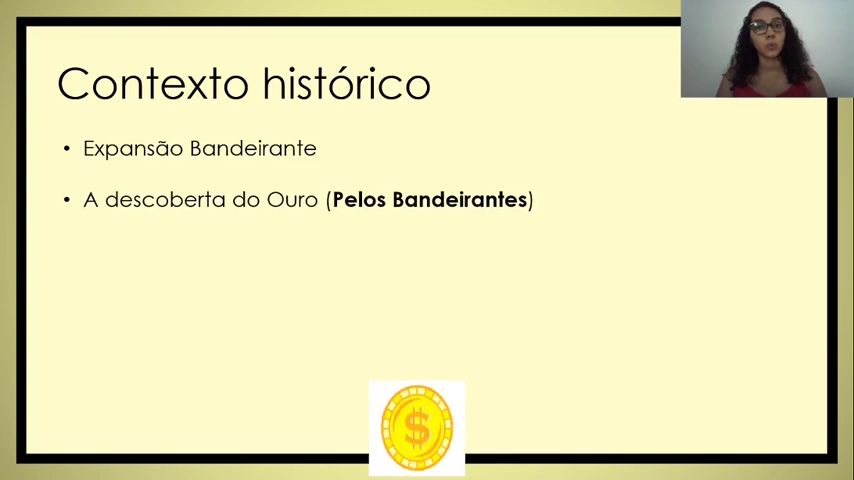 Contexto histórico
• Expansão Bandeirante
• A descoberta do Ouro (Pelos Bandeirantes)
$